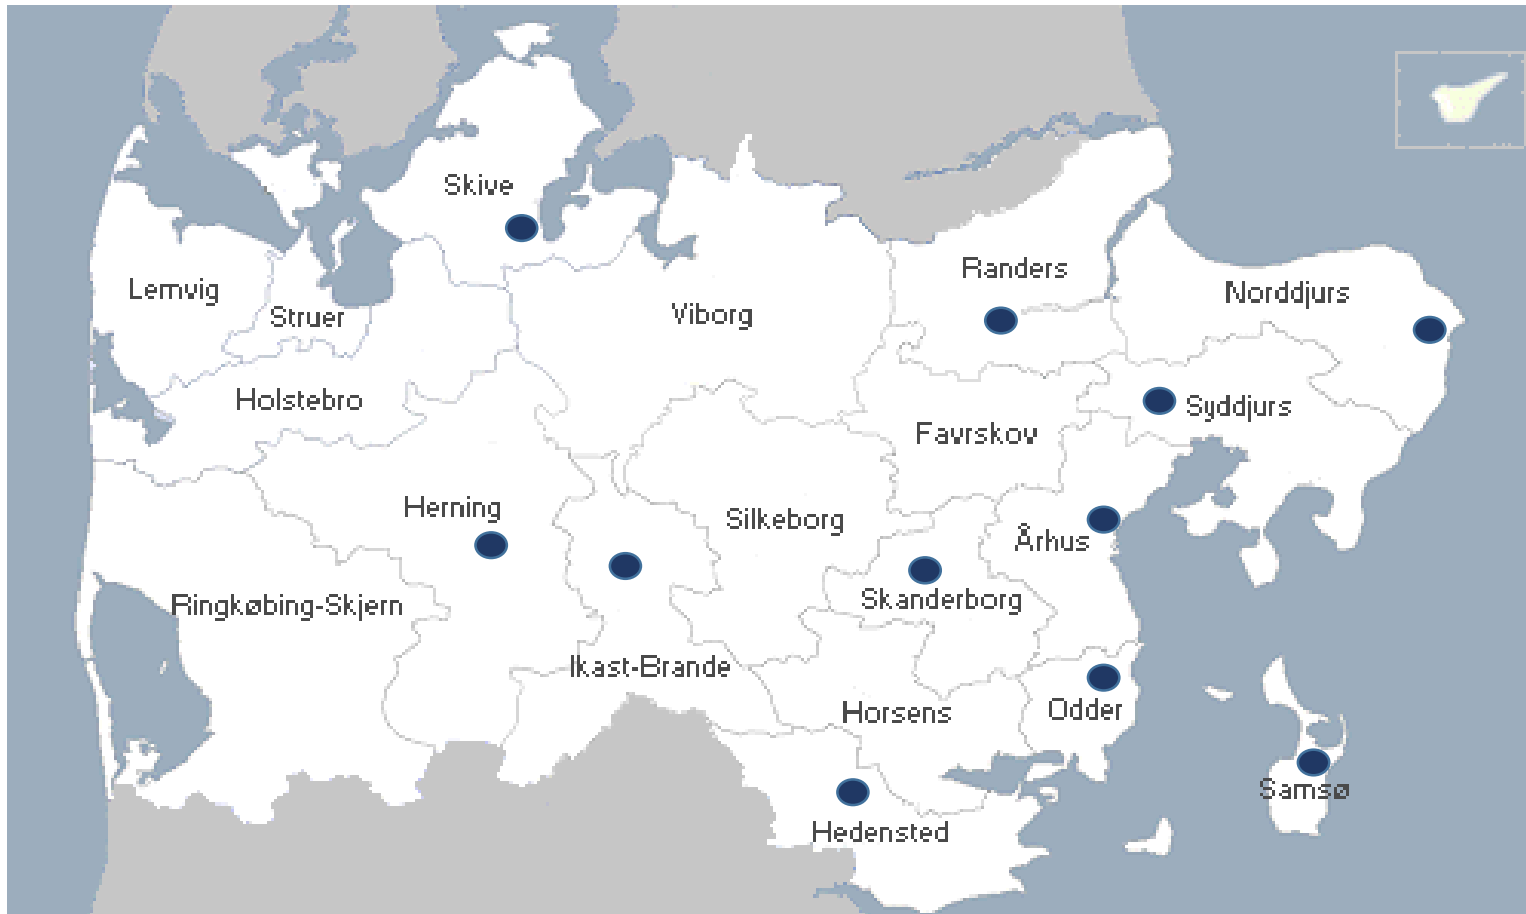 Skive
Randers
Lemvig
Norddjurs
Struer
Viborg
Holstebro
Syddjurs
Favrskov
Herning
Silkeborg
Århus
Skanderborg
Ringkøbing-Skjern
Ikast-Brande
Horsens
Odder
Samsø
Hedensted